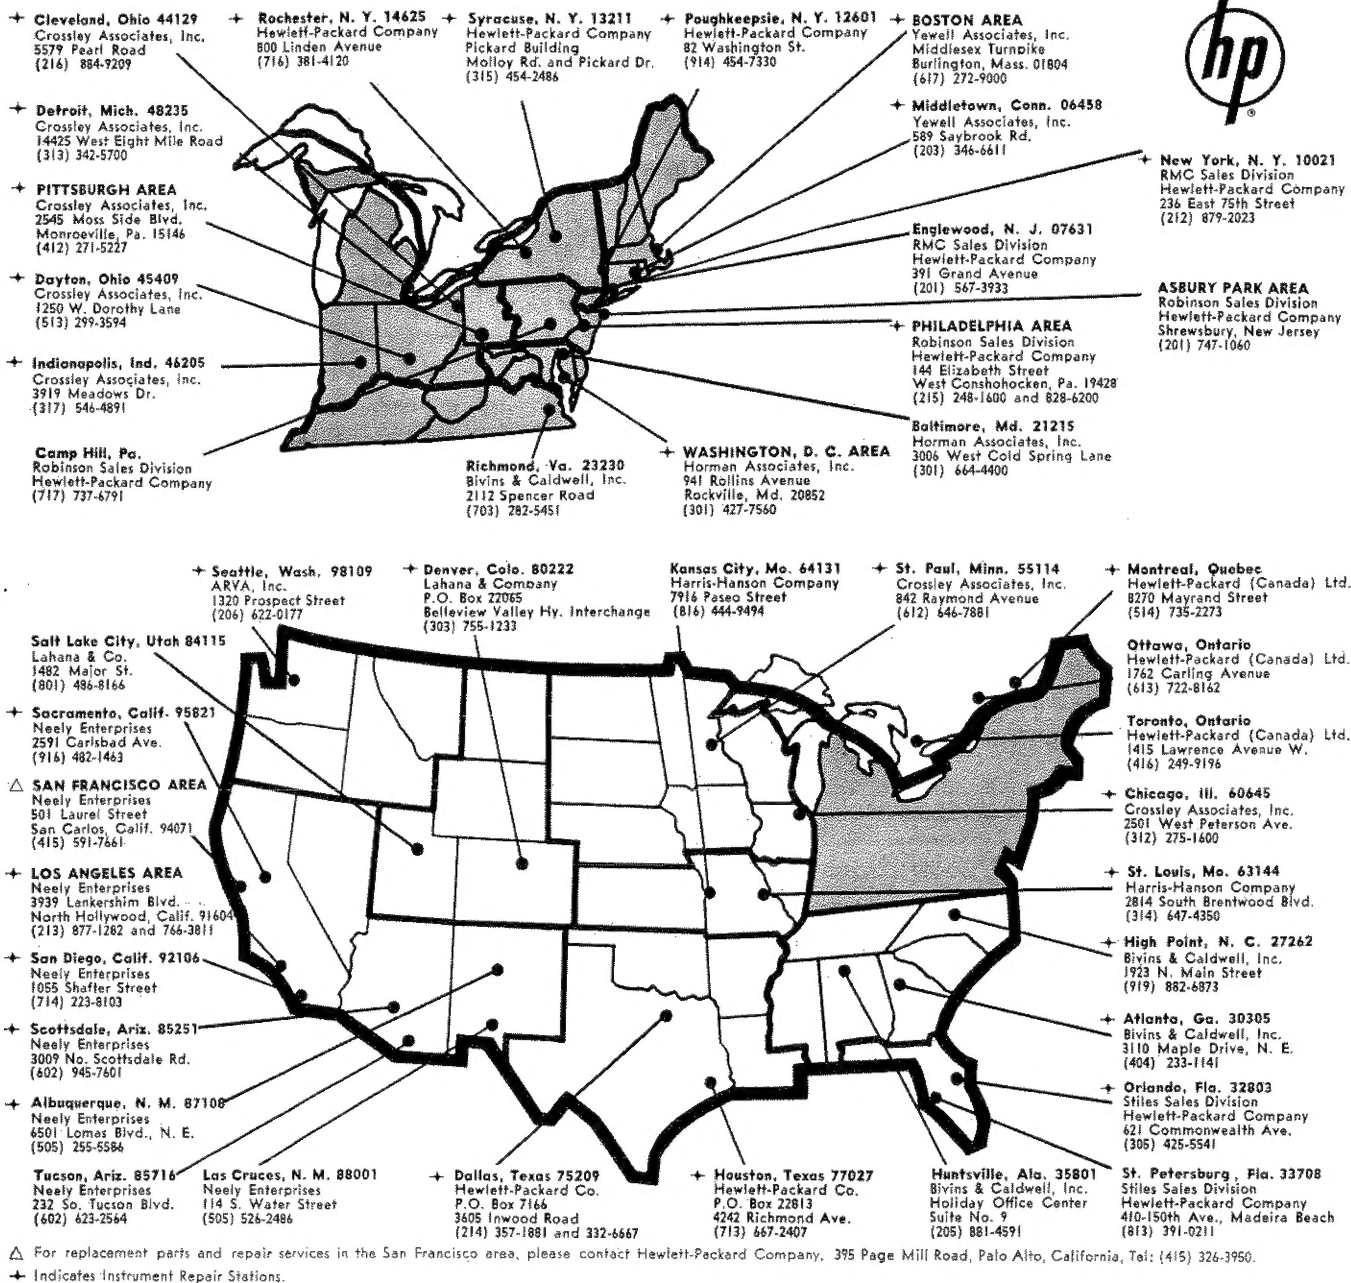 ✦ Cleveland, Ohio 44129
Crossley Associates, Inc.
5579 Pearl Road
(216) 884-9209
✦ Rochester, N. Y. 14625
Hewlett-Packard Company
800 Linden Avenue
(716) 381-4120
✦ Syracuse, N. Y. 13211
Hewlett-Packard Company
Pickard Building
Molloy Rd. and Pickard Dr.
(315) 454-2486
✦ Poughkeepsie, N. Y. 12601
Hewlett-Packard Company
82 Washington St.
(914) 454-7330
✦ BOSTON AREA
Yewell Associates, Inc.
Middlesex Turnpike
Burlington, Mass. 01804
(617) 272-9000
hp
®
✦ Detroit, Mich. 48235
Crossley Associates, Inc.
14425 West Eight Mile Road
(313) 342-5700
✦ Middletown, Conn. 06458
Yewell Associates, Inc.
589 Saybrook Rd.
(203) 346-6611
✦ New York, N. Y. 10021
RMC Sales Division
Hewlett-Packard Company
236 East 75th Street
(212) 879-2023
✦ PITTSBURGH AREA
Crossley Associates, Inc.
2545 Moss Side Blvd.
Monroeville, Pa. 15146
(412) 271-5227
Englewood, N. J. 07631
RMC Sales Division
Hewlett-Packard Company
391 Grand Avenue
(201) 567-3933
✦ Dayton, Ohio 45409
Crossley Associates, Inc.
1250 W. Dorothy Lane
(513) 299-3594
ASBURY PARK AREA
Robinson Sales Division
Hewlett-Packard Company
Shrewsbury, New Jersey
(201) 747-1060
✦ PHILADELPHIA AREA
Robinson Sales Division
Hewlett-Packard Company
144 Elizabeth Street
West Conshohocken, Pa. 19428
(215) 248-1600 and 828-6200
✦ Indianapolis, Ind. 46205
Crossley Associates, Inc.
3919 Meadows Dr.
(317) 546-4891
Baltimore, Md. 21215
Horman Associates, Inc.
3006 West Cold Spring Lane
(301) 664-4400
Camp Hill, Pa.
Robinson Sales Division
Hewlett-Packard Company
(717) 737-6791
Richmond, Va. 23230
Bivins & Caldwell, Inc.
2112 Spencer Road
(703) 282-5451
✦ WASHINGTON, D. C. AREA
Horman Associates, Inc.
941 Rollins Avenue
Rockville, Md. 20852
(301) 427-7560
✦ Seattle, Wash. 98109
ARVA, Inc.
1320 Prospect Street
(206) 622-0177
✦ Denver, Colo. 80222
Lahana & Company
P.O. Box 22065
Belleview Valley Hy. Interchange
(303) 755-1233
Kansas City, Mo. 64131
Harris-Hanson Company
7916 Paseo Street
(816) 444-9494
✦ St. Paul, Minn. 55114
Crossley Associates, Inc.
842 Raymond Avenue
(612) 646-7881
✦ Montreal, Quebec
Hewlett-Packard (Canada) Ltd.
8270 Mayrand Street
(514) 735-2273
Salt Lake City, Utah 84115
Lahana & Co.
1482 Major St.
(801) 486-8166
Ottawa, Ontario
Hewlett-Packard (Canada) Ltd.
1762 Carling Avenue
(613) 722-8162
✦ Sacramento, Calif. 95821
Neely Enterprises
2591 Carlsbad Ave.
(916) 482-1463
Toronto, Ontario
Hewlett-Packard (Canada) Ltd.
1415 Lawrence Avenue W.
(416) 249-9196
△ SAN FRANCISCO AREA
Neely Enterprises
501 Laurel Street
San Carlos, Calif. 94071
(415) 591-7661
✦ Chicago, Ill. 60645
Crossley Associates, Inc.
2501 West Peterson Ave.
(312) 275-1600
✦ LOS ANGELES AREA
Neely Enterprises
3939 Lankershim Blvd.
North Hollywood, Calif. 91604
(213) 877-1282 and 766-3811
✦ St. Louis, Mo. 63144
Harris-Hanson Company
2814 South Brentwood Blvd.
(314) 647-4350
✦ San Diego, Calif. 92106
Neely Enterprises
1055 Shafter Street
(714) 223-8103
✦ High Point, N. C. 27262
Bivins & Caldwell, Inc.
1923 N. Main Street
(919) 882-6873
✦ Scottsdale, Ariz. 85251
Neely Enterprises
3009 No. Scottsdale Rd.
(602) 945-7601
✦ Atlanta, Ga. 30305
Bivins & Caldwell, Inc.
3110 Maple Drive, N. E.
(404) 233-1141
✦ Albuquerque, N. M. 87108
Neely Enterprises
6501 Lomas Blvd., N. E.
(505) 255-5586
✦ Orlando, Fla. 32803
Stiles Sales Division
Hewlett-Packard Company
621 Commonwealth Ave.
(305) 425-5541
Tucson, Ariz. 85716
Neely Enterprises
232 So. Tucson Blvd.
(602) 623-2564
Las Cruces, N. M. 88001
Neely Enterprises
114 S. Water Street
(505) 526-2486
✦ Dallas, Texas 75209
Hewlett-Packard Co.
P.O. Box 7166
3605 Inwood Road
(214) 357-1881 and 332-6667
✦ Houston, Texas 77027
Hewlett-Packard Co.
P.O. Box 22813
4242 Richmond Ave.
(713) 667-2407
Huntsville, Ala. 35801
Bivins & Caldwell, Inc.
Holiday Office Center
Suite No. 9
(205) 881-4591
St. Petersburg, Fla. 33708
Stiles Sales Division
Hewlett-Packard Company
410-150th Ave., Madeira Beach
(813) 391-0211
△ For replacement parts and repair services in the San Francisco area, please contact Hewlett-Packard Company, 395 Page Mill Road, Palo Alto, California, Tel: (415) 326-3950.
✦ Indicates Instrument Repair Stations.